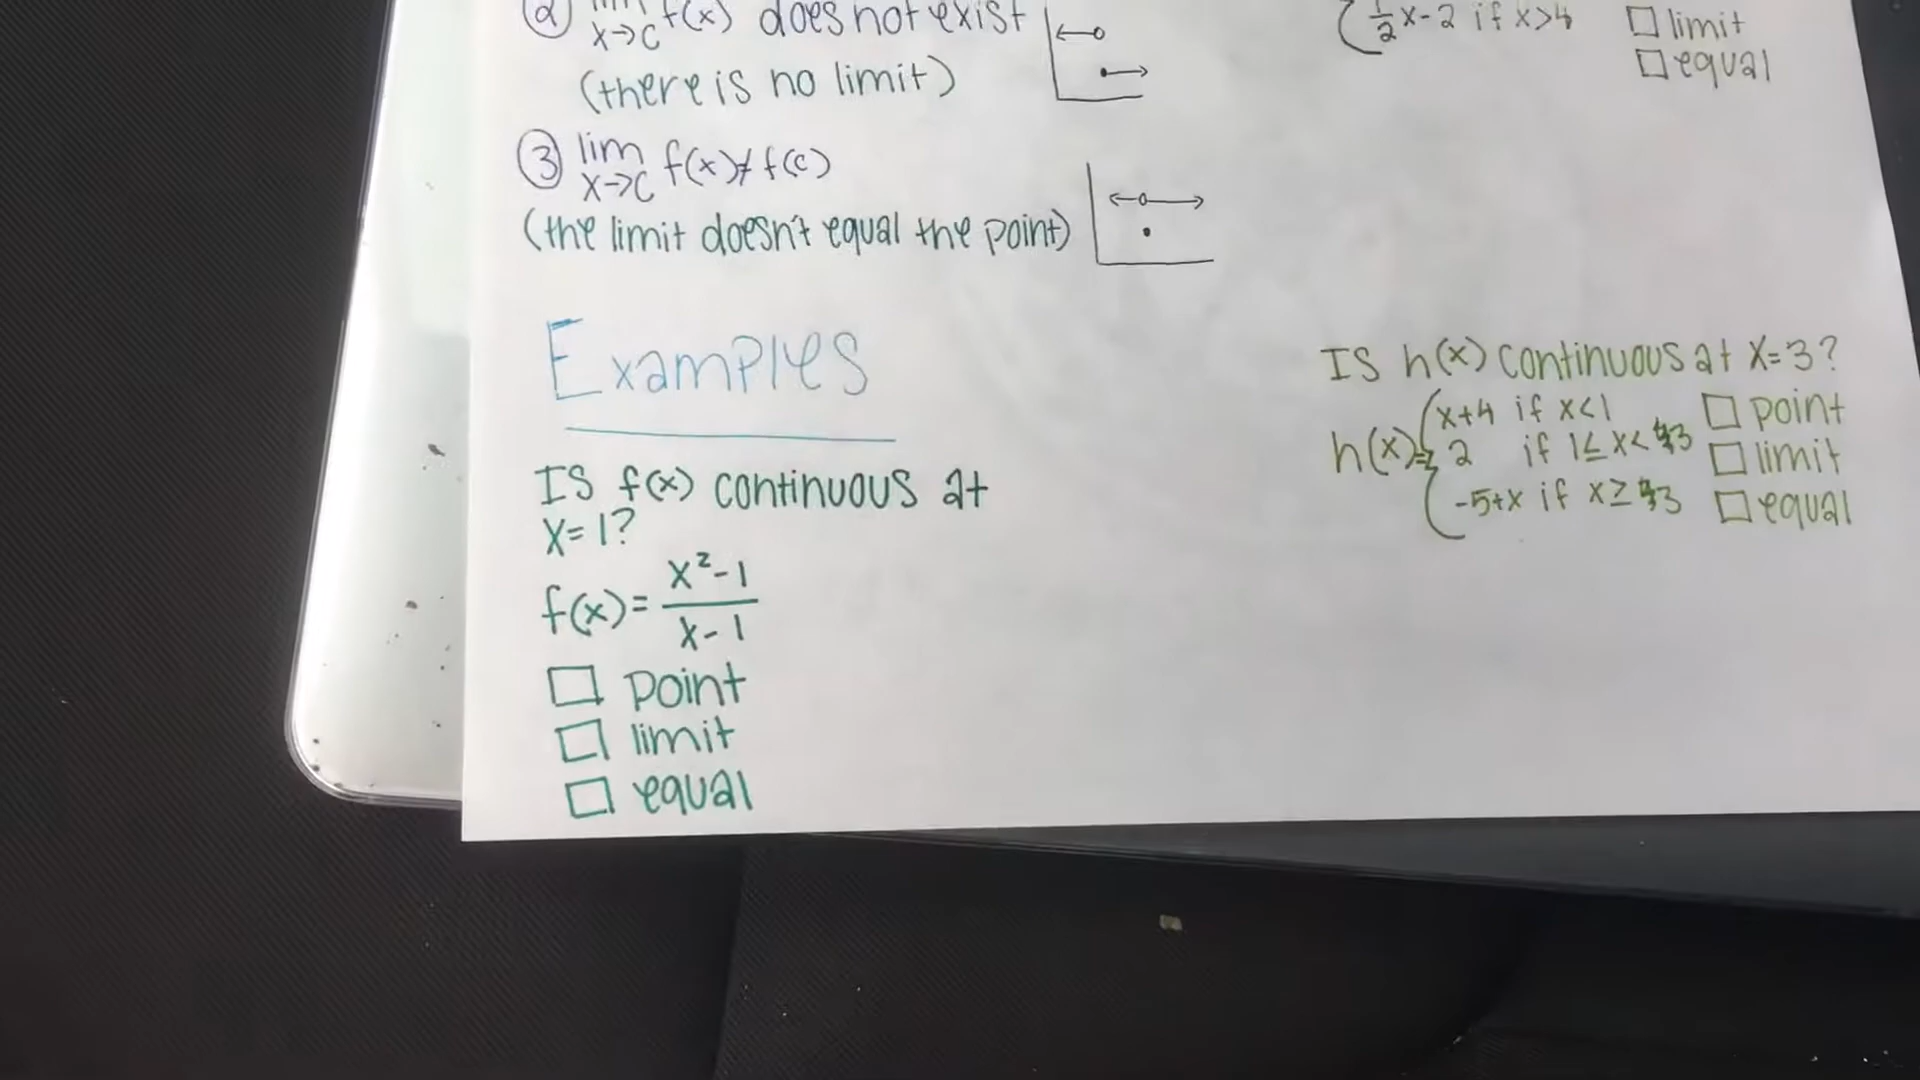 ② lim f(x) does not exist
x→c
(there is no limit)
③ lim f(x)≠f(c)
x→c
(the limit doesn't equal the point)
Examples
Is f(x) continuous at
x=1?
f(x)= x²-1
x-1
□ point
□ limit
□ equal
½x-2 if x>4 □ limit
□ equal
Is h(x) continuous at x=3?
x+4 if x<1 □ point
h(x)= 2 if 1≤x<3 □ limit
-5+x if x≥3 □ equal